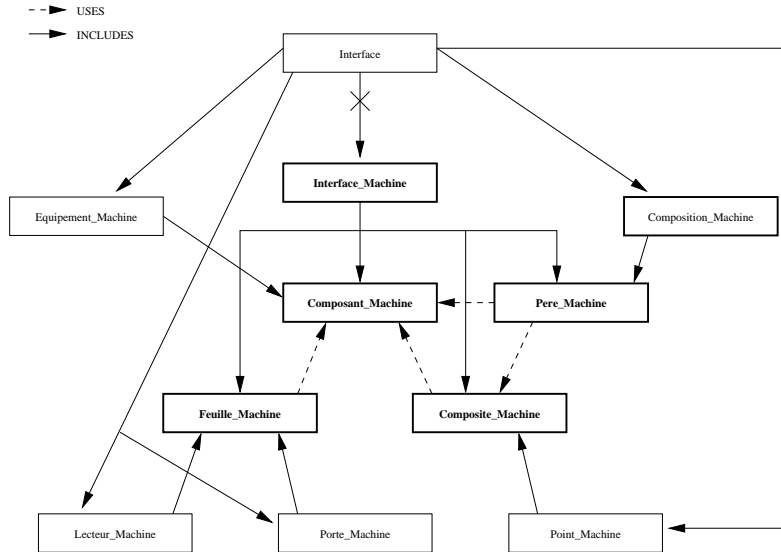 USES
INCLUDES
Interface
Interface_Machine
Equipement_Machine
Composition_Machine
Composant_Machine
Pere_Machine
Feuille_Machine
Composite_Machine
Lecteur_Machine
Porte_Machine
Point_Machine